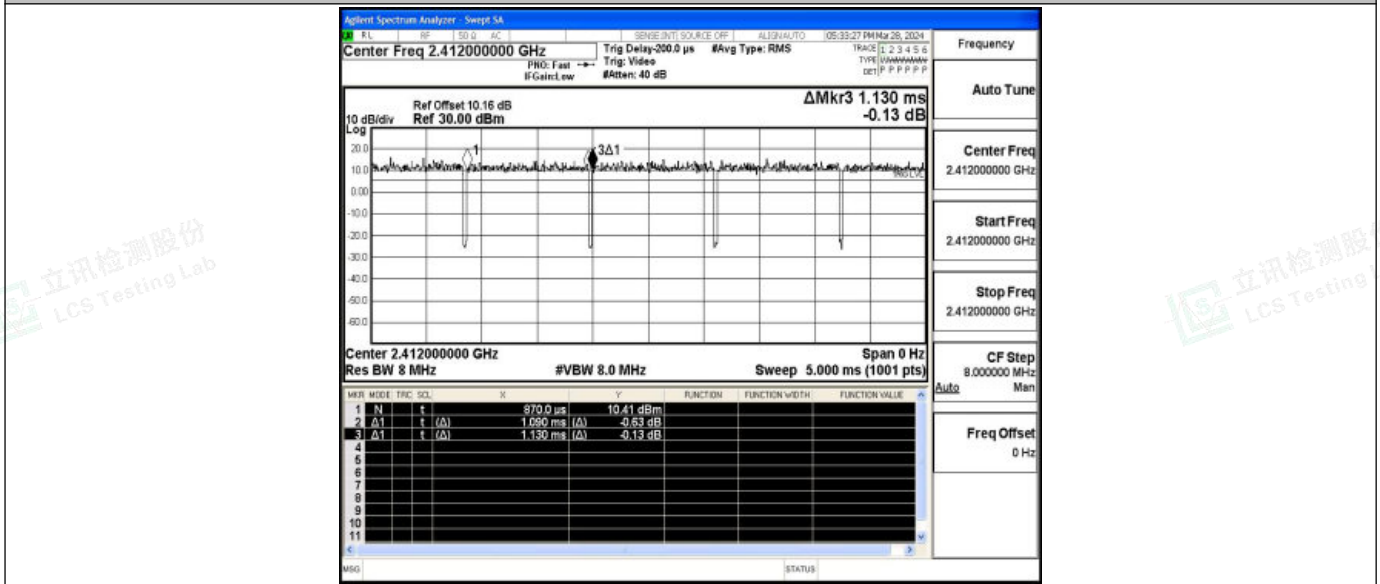 Agilent Spectrum Analyzer - Swept SA
RL RF 50 Ω AC SENSE:INT SOURCE OFF ALIGNAUTO 05:33:27 PM Mar 28, 2024
Center Freq 2.412000000 GHz
PNO: Fast
IFGain:Low
Trig Delay-200.0 µs #Avg Type: RMS
Trig: Video
#Atten: 40 dB
TRACE 1 2 3 4 5 6
TYPE
DET P P P P P P
Ref Offset 10.16 dB
10 dB/div Ref 30.00 dBm
Log
ΔMkr3 1.130 ms
-0.13 dB
20.0
10.0
0.00
-10.0
-20.0
-30.0
-40.0
-50.0
-60.0
1
3Δ1
TRIG LVL
Center 2.412000000 GHz Span 0 Hz
Res BW 8 MHz #VBW 8.0 MHz Sweep 5.000 ms (1001 pts)
MKR MODE TRC SCL X Y FUNCTION FUNCTION WIDTH FUNCTION VALUE
1 N t 870.0 µs 10.41 dBm
2 Δ1 t (Δ) 1.090 ms (Δ) -0.63 dB
3 Δ1 t (Δ) 1.130 ms (Δ) -0.13 dB
4
5
6
7
8
9
10
11
MSG STATUS
Frequency
Auto Tune
Center Freq
2.412000000 GHz
Start Freq
2.412000000 GHz
Stop Freq
2.412000000 GHz
CF Step
8.000000 MHz
Auto Man
Freq Offset
0 Hz
立讯检测股份
LCS Testing Lab
立讯检测股
LCS Testing